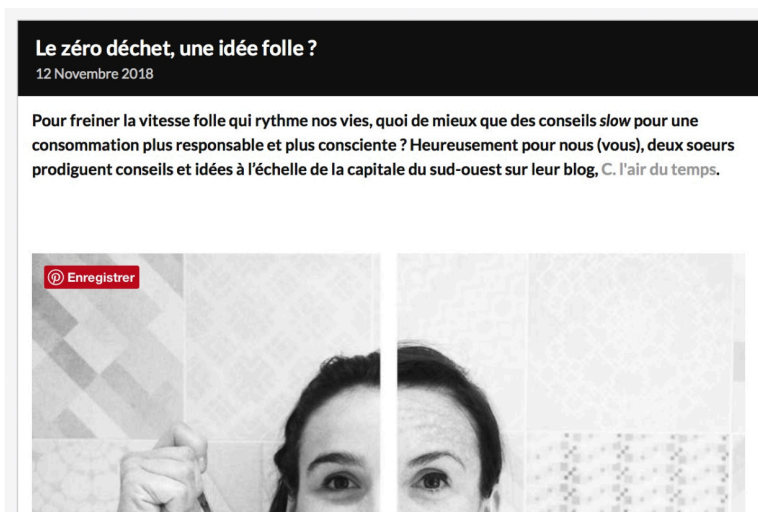 Le zéro déchet, une idée folle ?
12 Novembre 2018
Pour freiner la vitesse folle qui rythme nos vies, quoi de mieux que des conseils slow pour une
consommation plus responsable et plus consciente ? Heureusement pour nous (vous), deux soeurs
prodiguent conseils et idées à l'échelle de la capitale du sud-ouest sur leur blog, C. l'air du temps.
Enregistrer